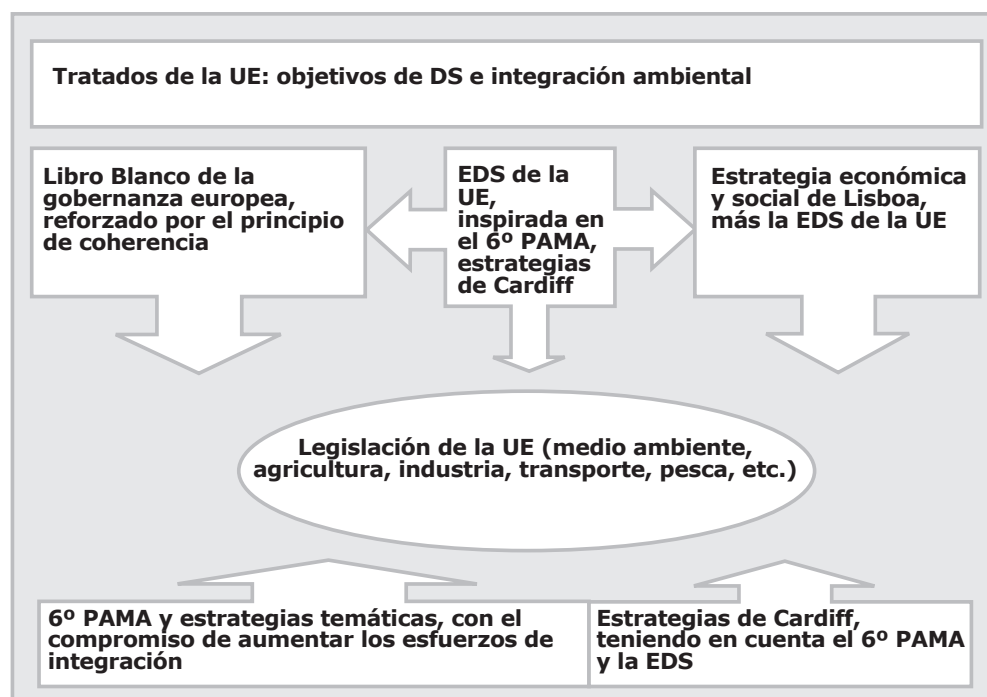 Tratados de la UE: objetivos de DS e integración ambiental
Libro Blanco de la
gobernanza europea,
reforzado por el principio
de coherencia
EDS de la
UE,
inspirada en
el 6º PAMA,
estrategias
de Cardiff
Estrategia económica
y social de Lisboa,
más la EDS de la UE
Legislación de la UE (medio ambiente,
agricultura, industria, transporte, pesca, etc.)
6º PAMA y estrategias temáticas, con el
compromiso de aumentar los esfuerzos de
integración
Estrategias de Cardiff,
teniendo en cuenta el 6º PAMA
y la EDS